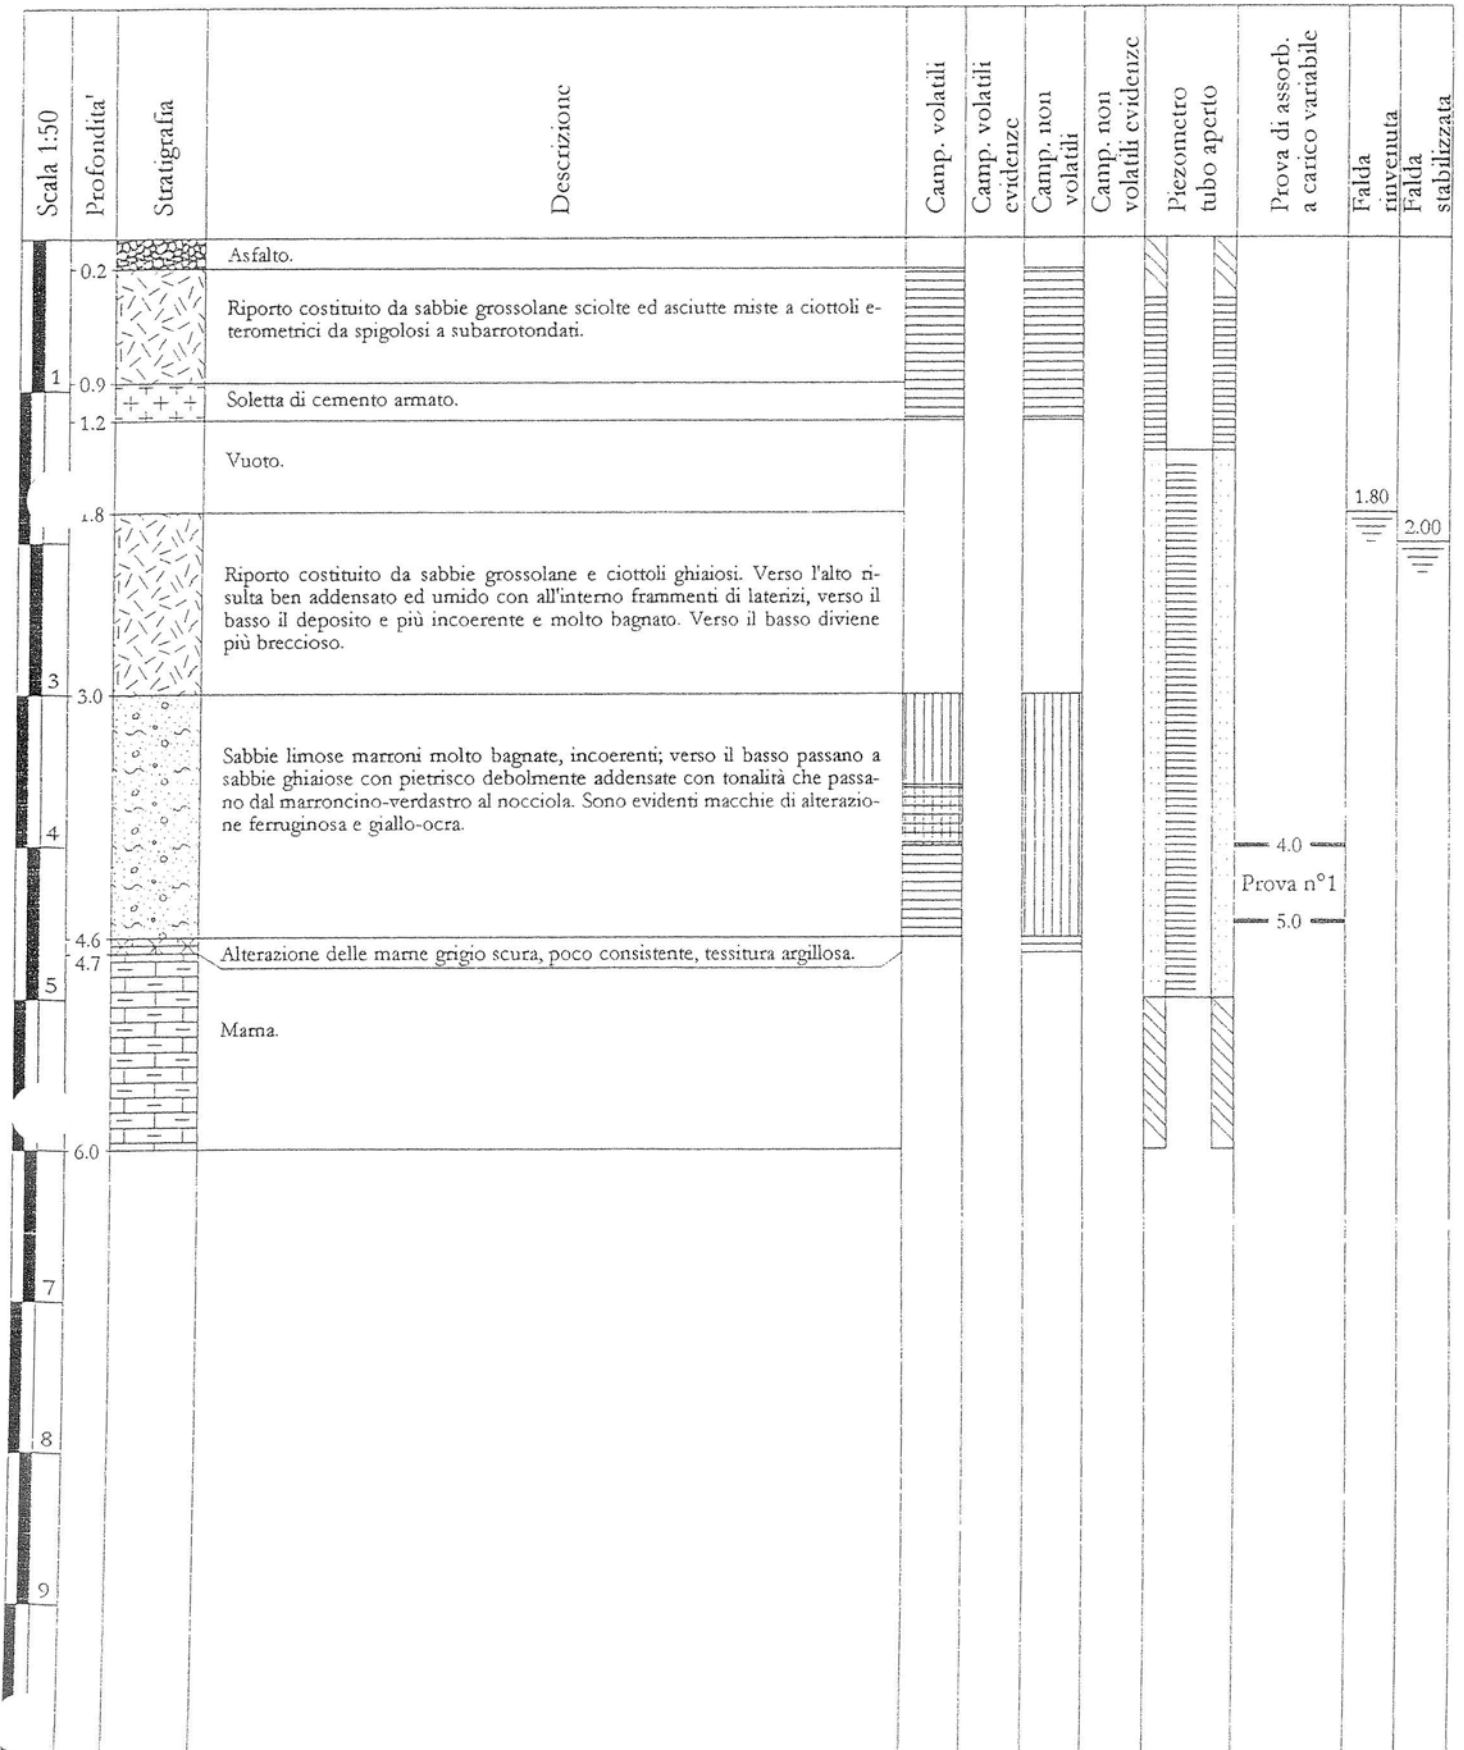 Scala 1:50
Profondita'
Stratigrafia
Descrizione
Camp. volatili
Camp. volatili
evidenze
Camp. non
volatili
Camp. non
volatili evidenze
Piezometro
tubo aperto
Prova di assorb.
a carico variabile
Falda
rinvenuta
Falda
stabilizzata
Asfalto.
0.2
Riporto costituito da sabbie grossolane sciolte ed asciutte miste a ciottoli e-
terometrici da spigolosi a subarrotondati.
1
0.9
Soletta di cemento armato.
1.2
Vuoto.
1.80
1.8
2.00
Riporto costituito da sabbie grossolane e ciottoli ghiaiosi. Verso l'alto ri-
sulta ben addensato ed umido con all'interno frammenti di laterizi, verso il
basso il deposito e più incoerente e molto bagnato. Verso il basso diviene
più breccioso.
3
3.0
Sabbie limose marroni molto bagnate, incoerenti; verso il basso passano a
sabbie ghiaiose con pietrisco debolmente addensate con tonalità che passa-
no dal marroncino-verdastro al nocciola. Sono evidenti macchie di alterazio-
ne ferruginosa e giallo-ocra.
4
4.0
Prova n°1
5.0
4.6
Alterazione delle marne grigio scura, poco consistente, tessitura argillosa.
4.7
5
Marna.
6.0
7
8
9